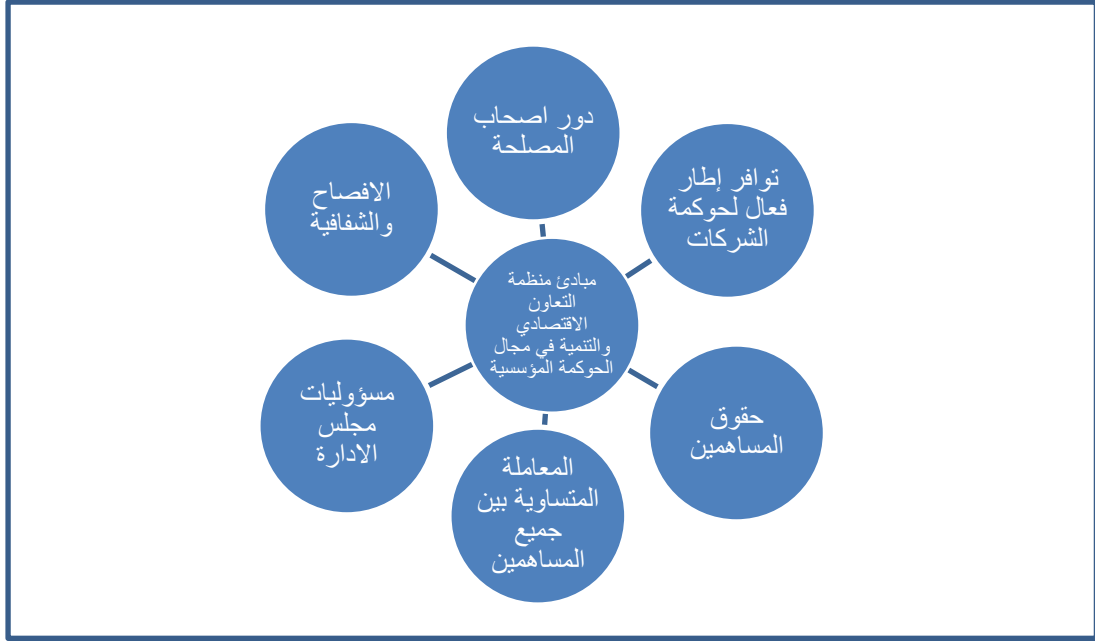 دور اصحاب
المصلحة
توافر إطار
فعال لحوكمة
الشركات
الافصاح
والشفافية
مبادئ منظمة
التعاون
الاقتصادي
والتنمية في مجال
الحوكمة المؤسسية
حقوق
المساهمين
مسؤوليات
مجلس
الادارة
المعاملة
المتساوية بين
جميع
المساهمين